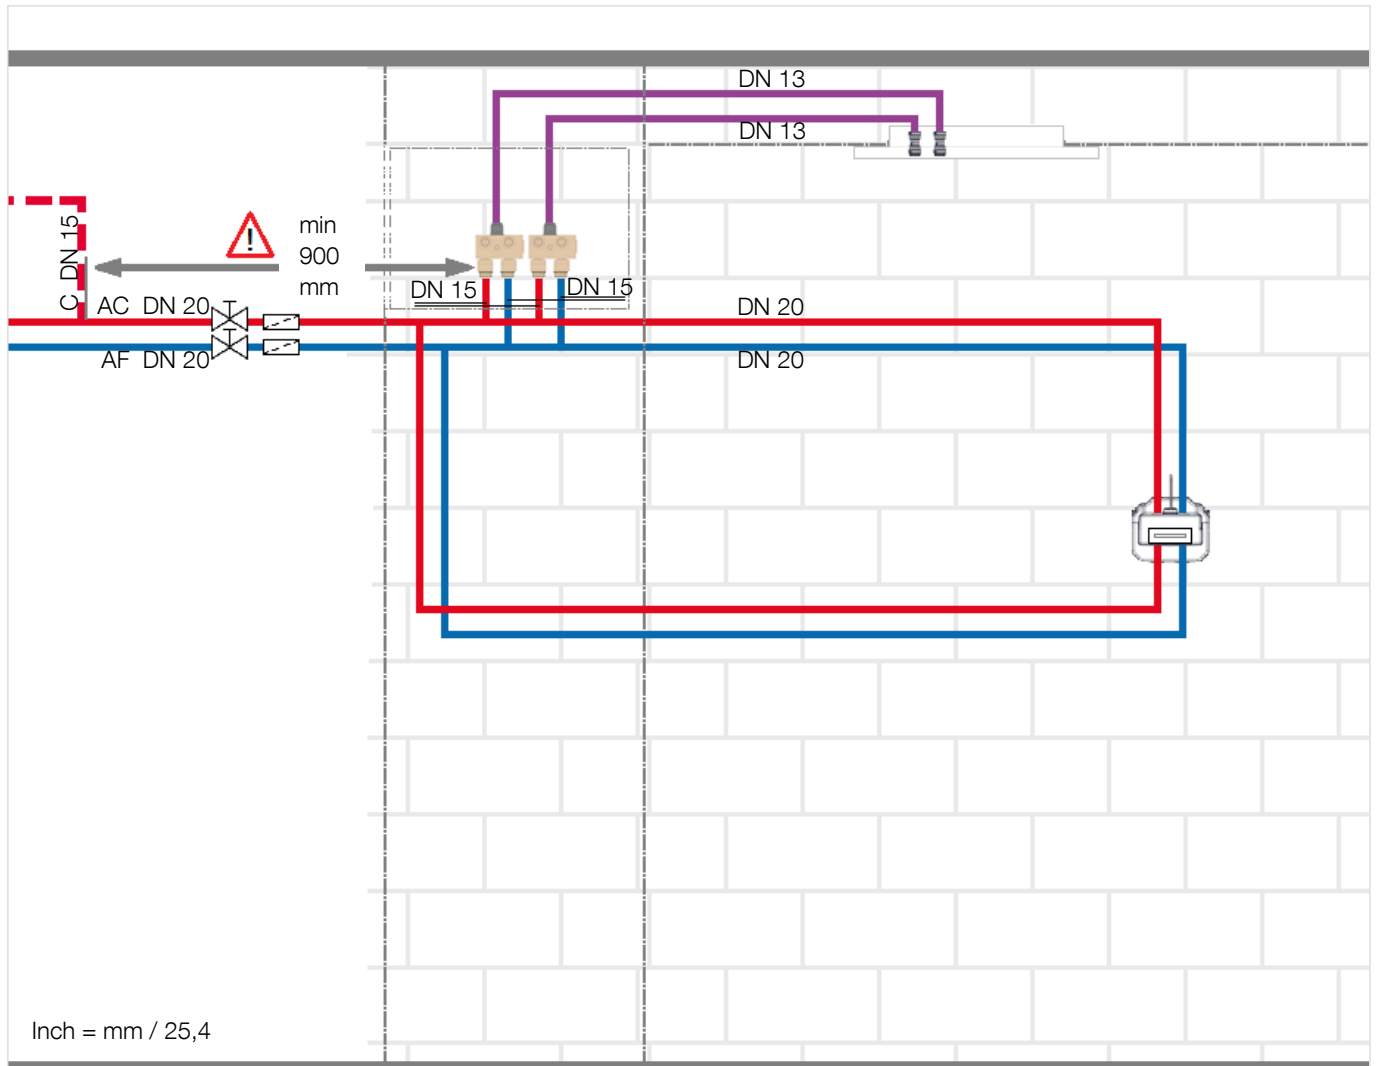 DN 13
DN 13
C DN 15
!
min
900
mm
DN 15
DN 15
AC DN 20
DN 20
AF DN 20
DN 20
Inch = mm / 25,4